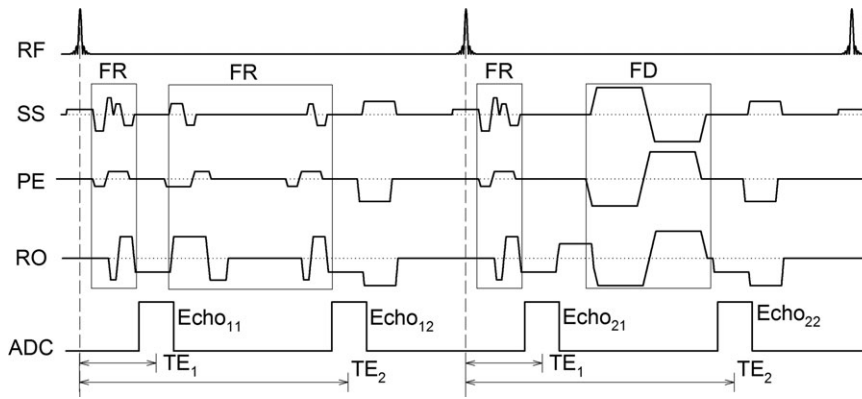 RF
FR FR FR FD
SS
PE
RO
Echo₁₁ Echo₁₂ Echo₂₁ Echo₂₂
ADC
TE₁ TE₂ TE₁ TE₂